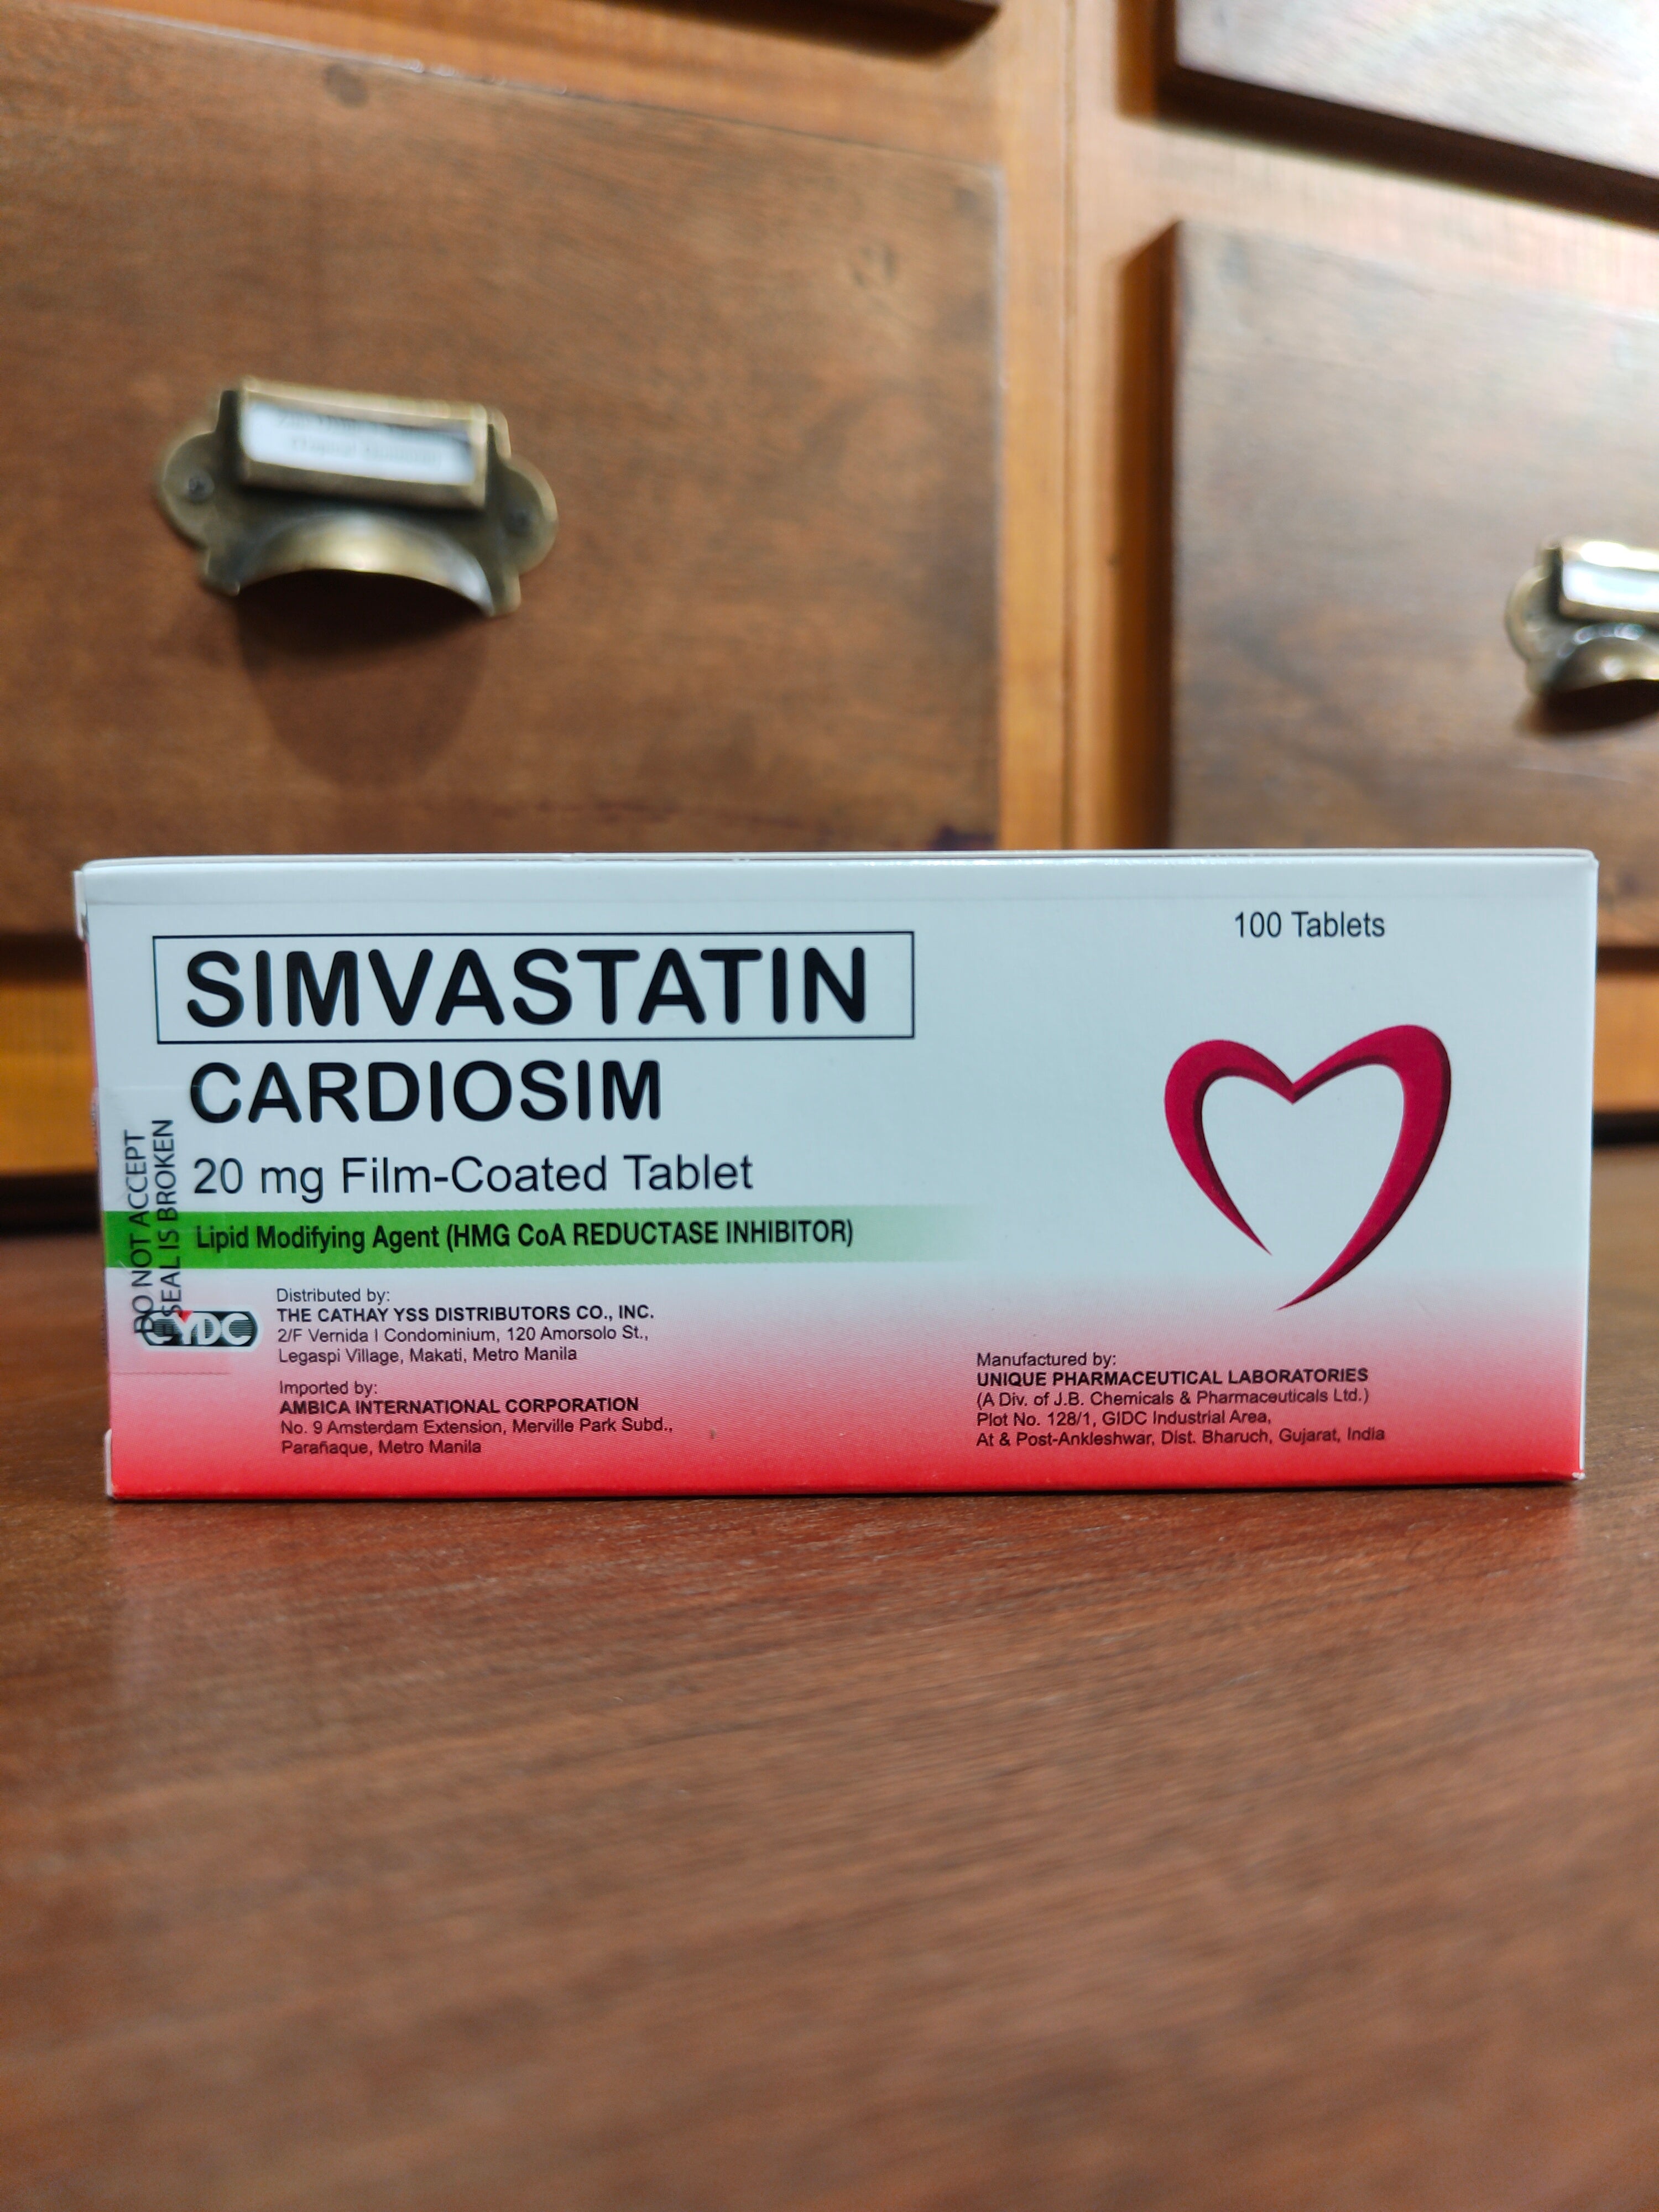 100 Tablets
SIMVASTATIN
CARDIOSIM
20 mg Film-Coated Tablet
Lipid Modifying Agent (HMG CoA REDUCTASE INHIBITOR)
DO NOT ACCEPT
SEAL IS BROKEN
CYDC
Distributed by:
THE CATHAY YSS DISTRIBUTORS CO., INC.
2/F Vernida I Condominium, 120 Amorsolo St.,
Legaspi Village, Makati, Metro Manila
Imported by:
AMBICA INTERNATIONAL CORPORATION
No. 9 Amsterdam Extension, Merville Park Subd.,
Parañaque, Metro Manila
Manufactured by:
UNIQUE PHARMACEUTICAL LABORATORIES
(A Div. of J.B. Chemicals & Pharmaceuticals Ltd.)
Plot No. 128/1, GIDC Industrial Area,
At & Post-Ankleshwar, Dist. Bharuch, Gujarat, India